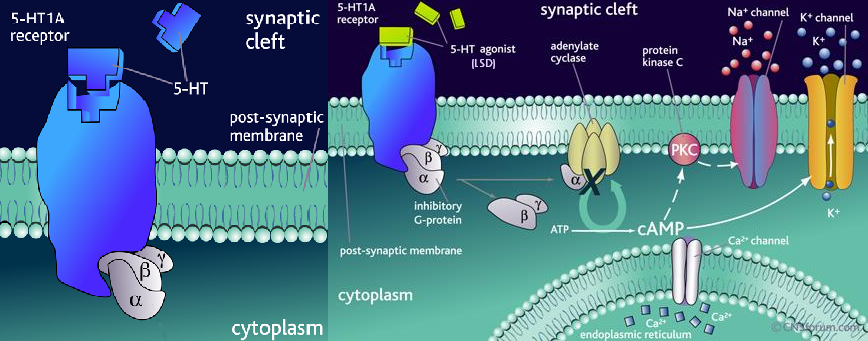 5-HT1A
receptor
synaptic
cleft
5-HT
post-synaptic
membrane
γ
β
α
cytoplasm
5-HT1A
receptor
synaptic cleft
5-HT agonist
(LSD)
adenylate
cyclase
protein
kinase C
Na⁺ channel
Na⁺
K⁺ channel
K⁺
PKC
γ
β
α
α
X
inhibitory
G-protein
γ
β
ATP
cAMP
K⁺
post-synaptic membrane
Ca²⁺ channel
cytoplasm
Ca²⁺
Ca²⁺
endoplasmic reticulum
© CNSforum.com